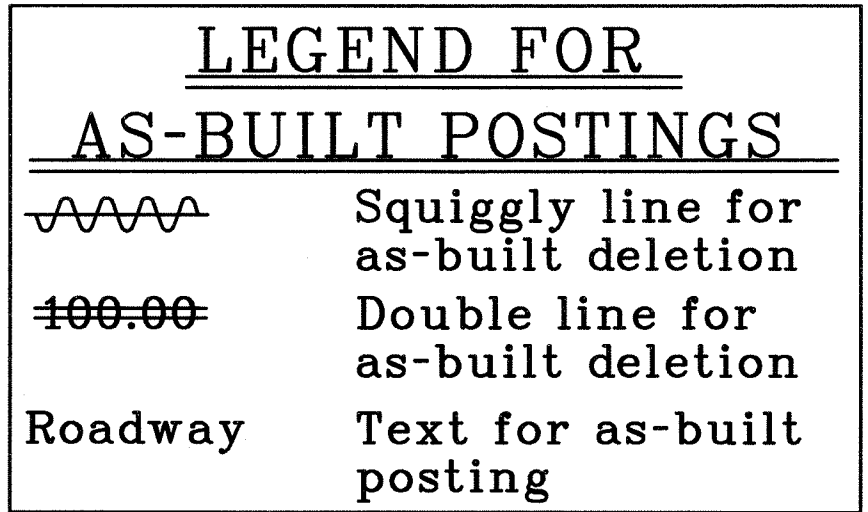 LEGEND FOR
AS-BUILT POSTINGS
Squiggly line for
as-built deletion
100.00 Double line for
as-built deletion
Roadway Text for as-built
posting